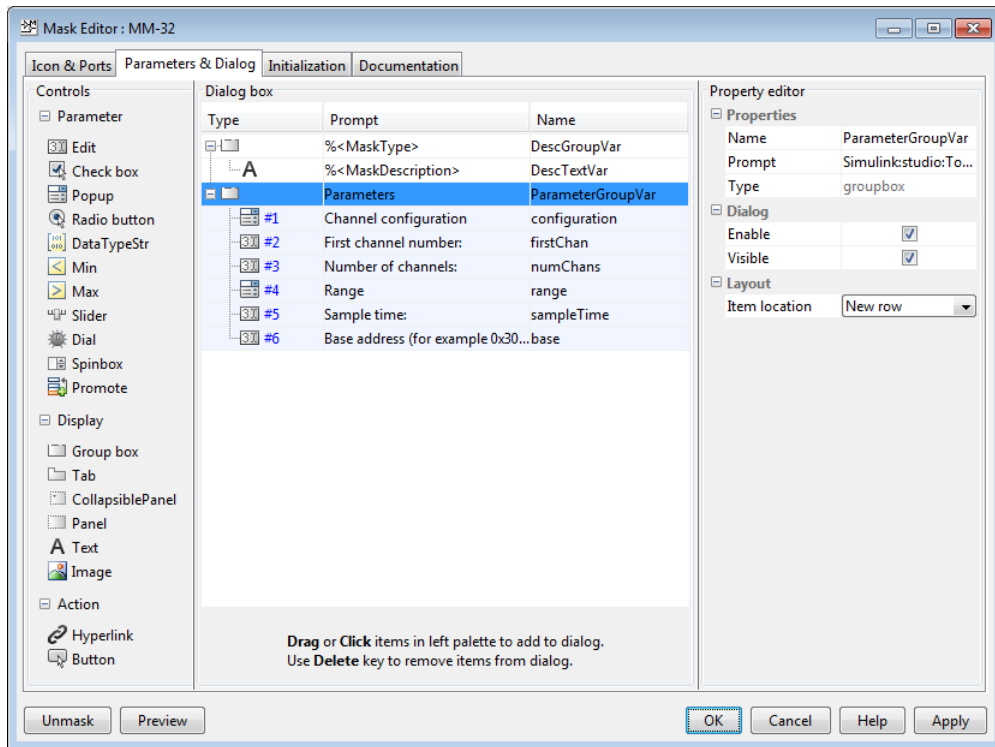 Mask Editor : MM-32
Icon & Ports Parameters & Dialog Initialization Documentation
Controls
Parameter
Edit
Check box
Popup
Radio button
DataTypeStr
Min
Max
Slider
Dial
Spinbox
Promote
Display
Group box
Tab
CollapsiblePanel
Panel
Text
Image
Action
Hyperlink
Button
Dialog box
Type Prompt Name
%<MaskType> DescGroupVar
A %<MaskDescription> DescTextVar
Parameters ParameterGroupVar
#1 Channel configuration configuration
#2 First channel number: firstChan
#3 Number of channels: numChans
#4 Range range
#5 Sample time: sampleTime
#6 Base address (for example 0x30... base
Drag or Click items in left palette to add to dialog.
Use Delete key to remove items from dialog.
Property editor
Properties
Name ParameterGroupVar
Prompt Simulink:studio:To...
Type groupbox
Dialog
Enable
Visible
Layout
Item location New row
Unmask Preview OK Cancel Help Apply